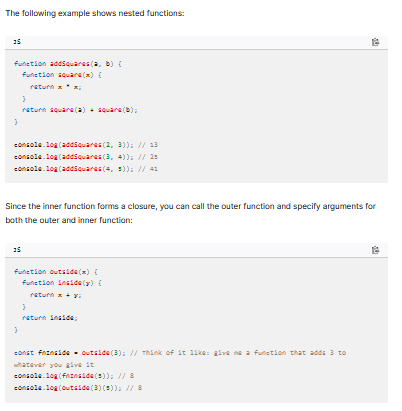 The following example shows nested functions:
JS
function addSquares(a, b) {
function square(x) {
return x * x;
}
return square(a) + square(b);
}
console.log(addSquares(2, 3)); // 13
console.log(addSquares(3, 4)); // 25
console.log(addSquares(4, 5)); // 41
Since the inner function forms a closure, you can call the outer function and specify arguments for
both the outer and inner function:
JS
function outside(x) {
function inside(y) {
return x + y;
}
return inside;
}
const fnInside = outside(3); // Think of it like: give me a function that adds 3 to
whatever you give it
console.log(fnInside(5)); // 8
console.log(outside(3)(5)); // 8